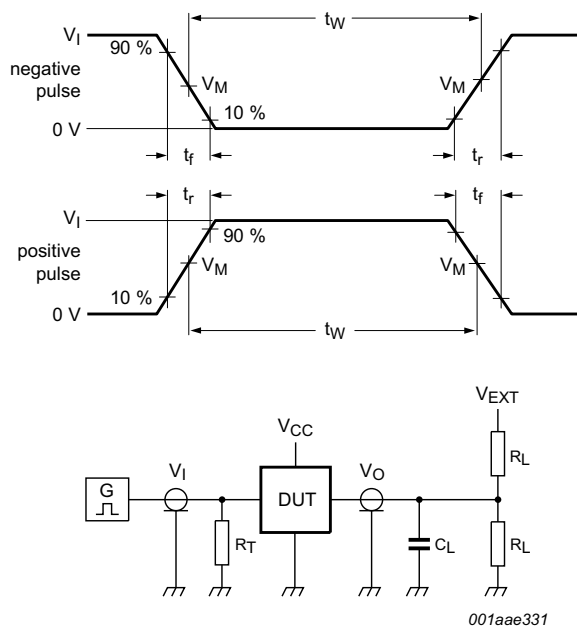 V_I
t_W
90 %
negative
pulse
V_M
V_M
10 %
0 V
t_f
t_r
V_I
t_r
t_f
90 %
positive
pulse
V_M
V_M
10 %
0 V
t_W
V_EXT
V_CC
R_L
V_I
V_O
G
DUT
R_T
C_L
R_L
001aae331